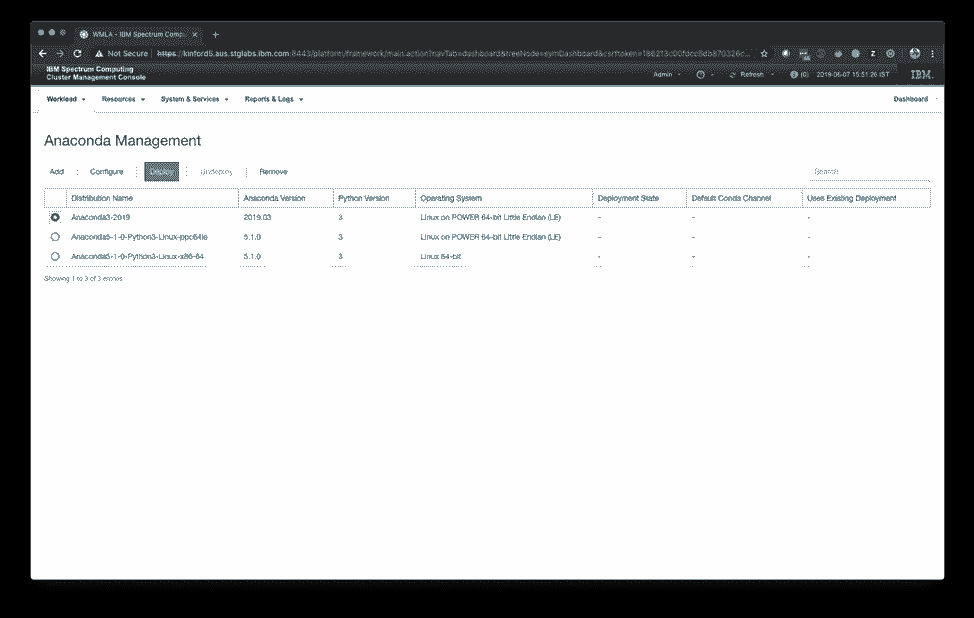 WMLA - IBM Spectrum Comp
Not Secure https://kinford5.aus.stglabs.ibm.com:8443/platform/framework/main.action?navTab=dashboard&treeNode=symDashboard&csrftoken=
IBM Spectrum Computing
Cluster Management Console
Admin Refresh (0) 2019-06-07 15:51:26 IST IBM
Workload Resources System & Services Reports & Logs Dashboard
Anaconda Management
Add Configure Deploy Undeploy Remove Search
Distribution Name Anaconda Version Python Version Operating System Deployment State Default Conda Channel Uses Existing Deployment
Anaconda3-2019 2019.03 3 Linux on POWER 64-bit Little Endian (LE) - - -
Anaconda5-1-0-Python3-Linux-ppc64le 5.1.0 3 Linux on POWER 64-bit Little Endian (LE) - - -
Anaconda5-1-0-Python3-Linux-x86-64 5.1.0 3 Linux 64-bit - - -
Showing 1 to 3 of 3 entries